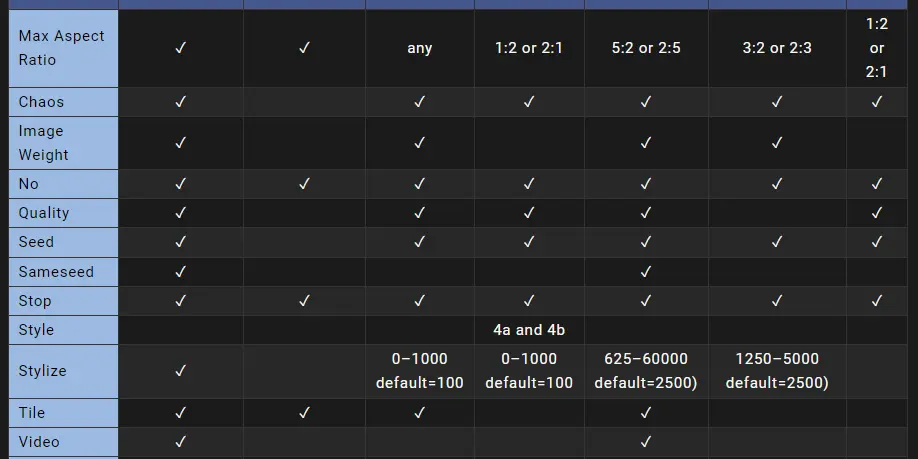 Max Aspect Ratio ✓ ✓ any 1:2 or 2:1 5:2 or 2:5 3:2 or 2:3 1:2 or 2:1
Chaos ✓ ✓ ✓ ✓ ✓ ✓
Image Weight ✓ ✓ ✓ ✓
No ✓ ✓ ✓ ✓ ✓ ✓ ✓
Quality ✓ ✓ ✓ ✓ ✓
Seed ✓ ✓ ✓ ✓ ✓ ✓
Sameseed ✓ ✓
Stop ✓ ✓ ✓ ✓ ✓ ✓ ✓
Style 4a and 4b
Stylize ✓ 0–1000 default=100 0–1000 default=100 625–60000 default=2500) 1250–5000 default=2500)
Tile ✓ ✓ ✓ ✓
Video ✓ ✓